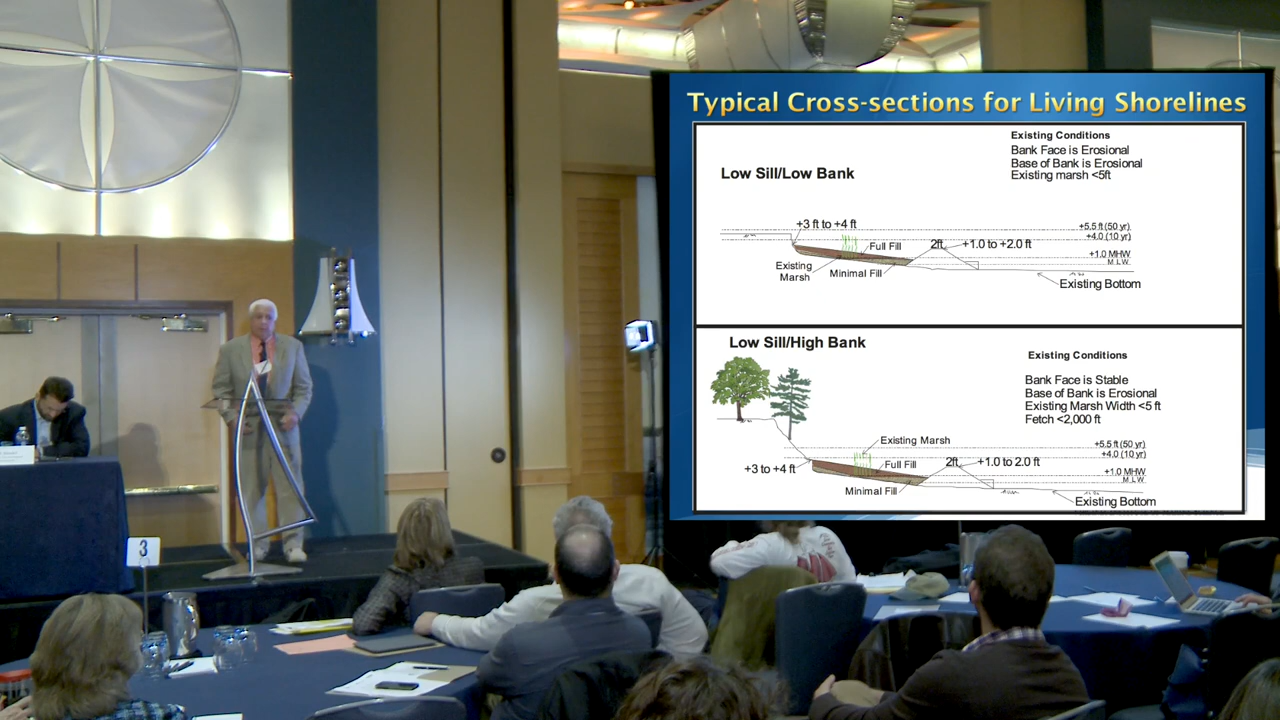 Typical Cross-sections for Living Shorelines
Existing Conditions
Bank Face is Erosional
Base of Bank is Erosional
Existing marsh <5ft
Low Sill/Low Bank
+3 ft to +4 ft
+5.5 ft (50 yr)
+4.0 (10 yr)
Full Fill
2ft
+1.0 to +2.0 ft
+1.0 MHW
M L W
Existing
Marsh
Minimal Fill
Existing Bottom
Low Sill/High Bank
Existing Conditions
Bank Face is Stable
Base of Bank is Erosional
Existing Marsh Width <5 ft
Fetch <2,000 ft
Existing Marsh
+5.5 ft (50 yr)
+4.0 (10 yr)
+3 to +4 ft
Full Fill
2ft
+1.0 to 2.0 ft
+1.0 MHW
M L W
Minimal Fill
Existing Bottom
3